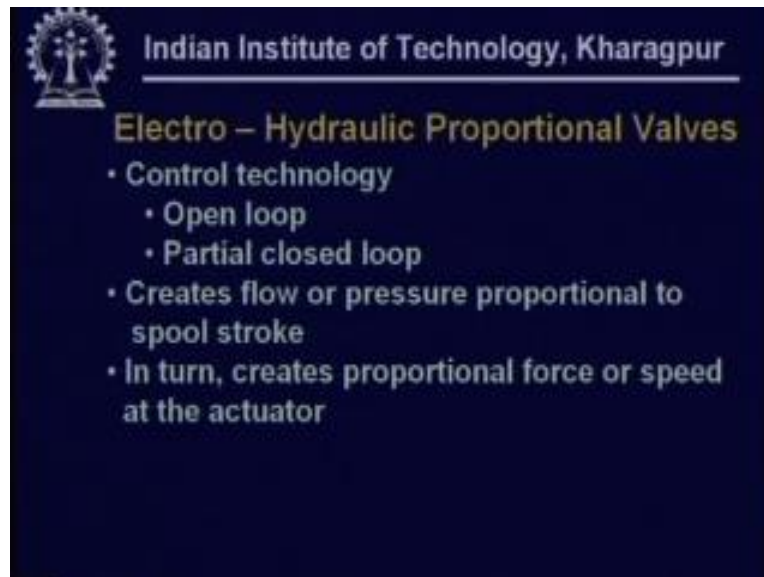 Indian Institute of Technology, Kharagpur
Electro – Hydraulic Proportional Valves
• Control technology
• Open loop
• Partial closed loop
• Creates flow or pressure proportional to
spool stroke
• In turn, creates proportional force or speed
at the actuator